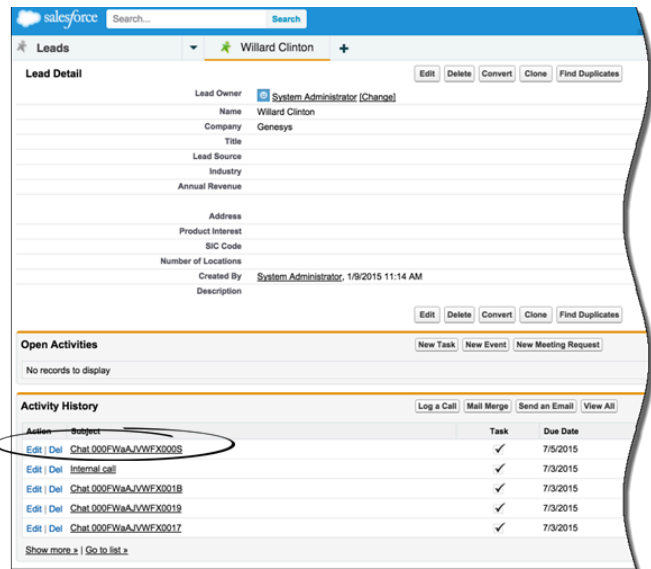 salesforce Search... Search
Leads Willard Clinton +
Lead Detail Edit Delete Convert Clone Find Duplicates
Lead Owner System Administrator [Change]
Name Willard Clinton
Company Genesys
Title
Lead Source
Industry
Annual Revenue
Address
Product Interest
SIC Code
Number of Locations
Created By System Administrator, 1/9/2015 11:14 AM
Description
Edit Delete Convert Clone Find Duplicates
Open Activities New Task New Event New Meeting Request
No records to display
Activity History Log a Call Mail Merge Send an Email View All
Action Subject Task Due Date
Edit | Del Chat 000FWaAJVWFX000S 7/5/2015
Edit | Del Internal call 7/3/2015
Edit | Del Chat 000FWaAJVWFX001B 7/3/2015
Edit | Del Chat 000FWaAJVWFX0019 7/3/2015
Edit | Del Chat 000FWaAJVWFX0017 7/3/2015
Show more » | Go to list »